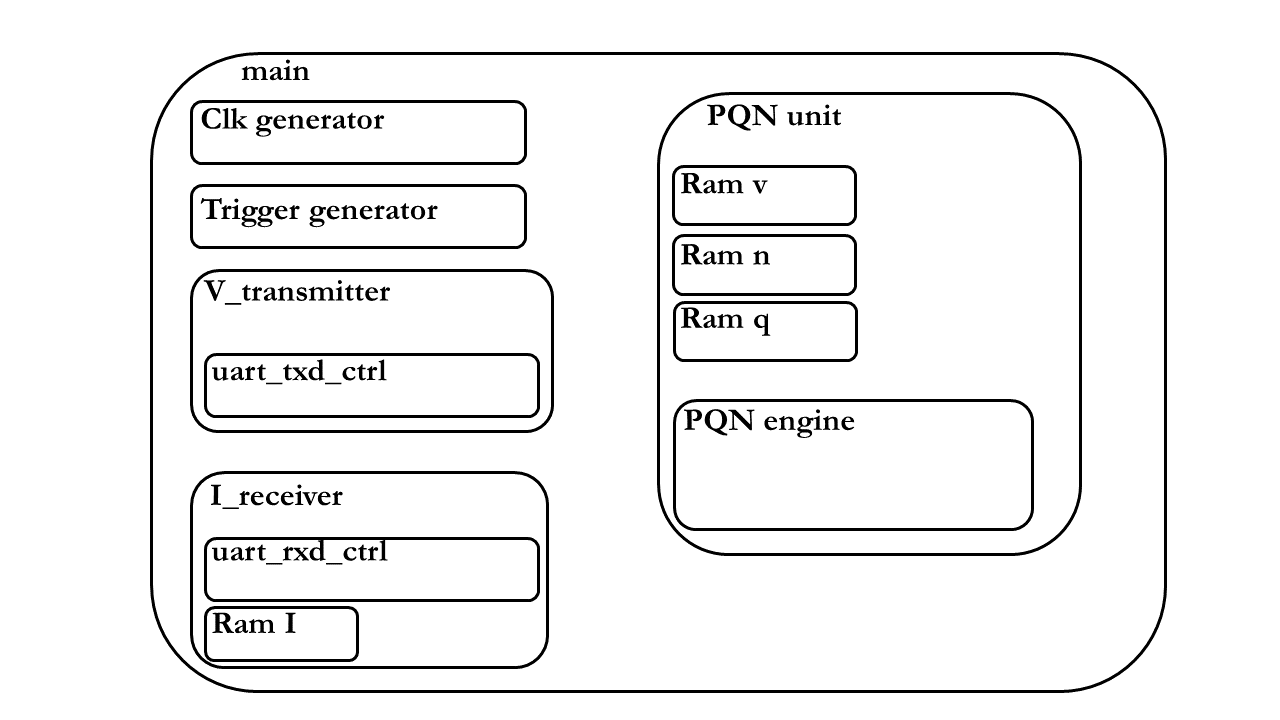 main
Clk generator
Trigger generator
V_transmitter
uart_txd_ctrl
I_receiver
uart_rxd_ctrl
Ram I
PQN unit
Ram v
Ram n
Ram q
PQN engine